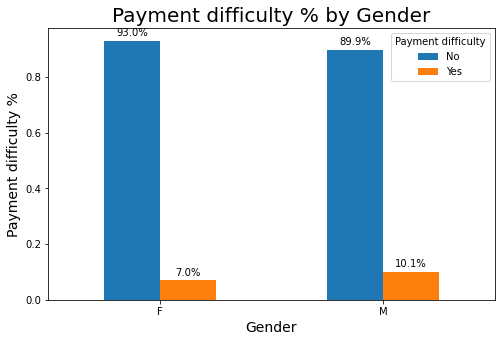 Payment difficulty % by Gender
Payment difficulty %
0.8
0.6
0.4
0.2
0.0
93.0%
7.0%
89.9%
10.1%
Payment difficulty
No
Yes
F
M
Gender